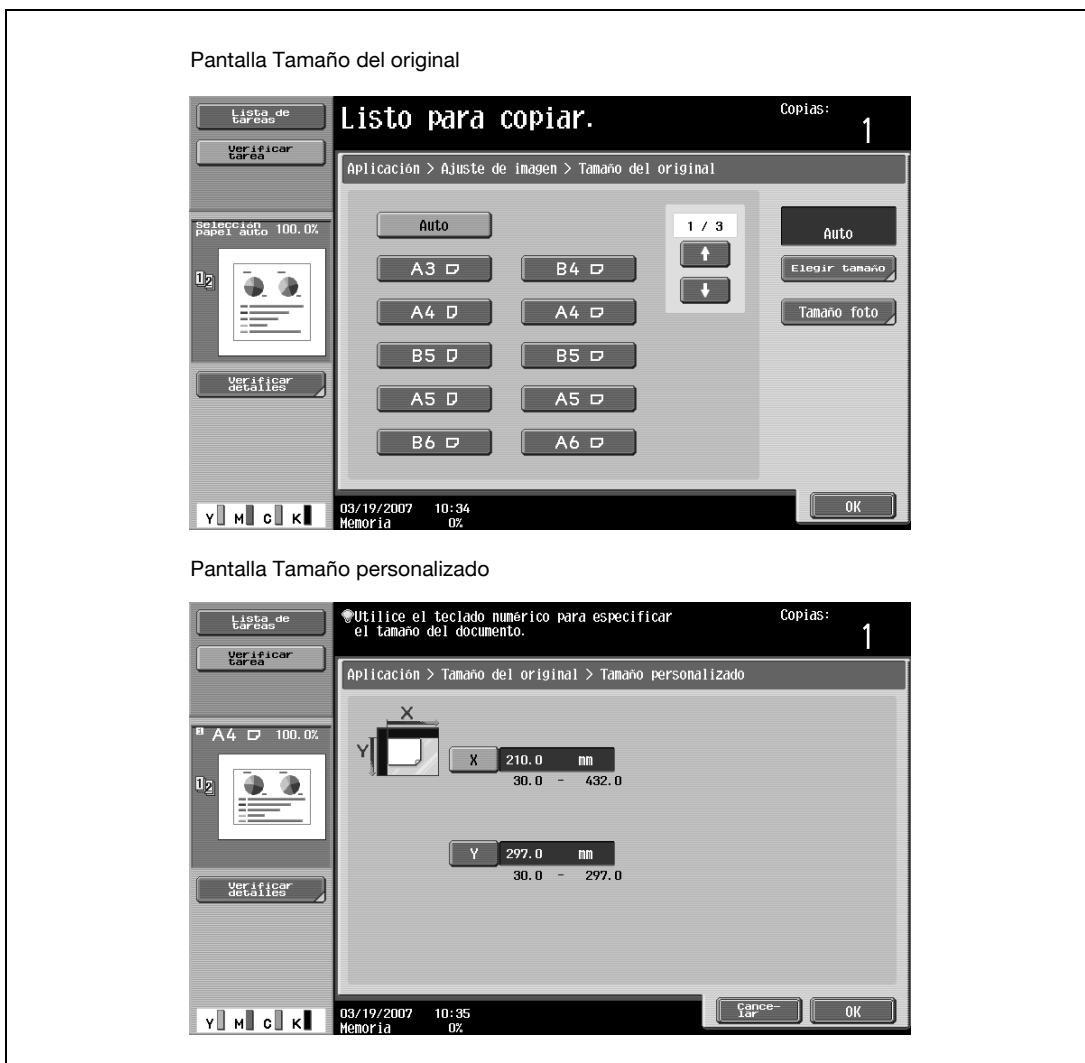 Pantalla Tamaño del original
Lista de
tareas
Verificar
tarea
Listo para copiar.
Copias:
1
Aplicación > Ajuste de imagen > Tamaño del original
Selección
papel auto 100.0%
12
Verificar
detalles
Auto
1 / 3
Auto
A3 B4
Elegir tamaño
A4 A4
Tamaño foto
B5 B5
A5 A5
B6 A6
Y M C K
03/19/2007 10:34
Memoria 0%
OK
Pantalla Tamaño personalizado
Lista de
tareas
Verificar
tarea
Utilice el teclado numérico para especificar
el tamaño del documento.
Copias:
1
Aplicación > Tamaño del original > Tamaño personalizado
A4 100.0%
12
Verificar
detalles
X
Y
X 210.0 mm
30.0 - 432.0
Y 297.0 mm
30.0 - 297.0
Y M C K
03/19/2007 10:35
Memoria 0%
Cance-
lar
OK